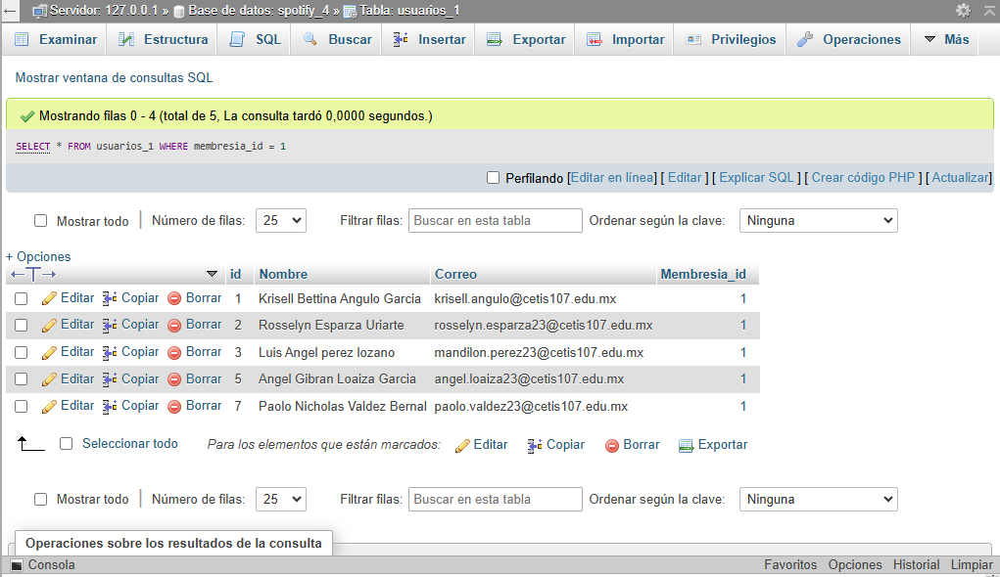 Servidor: 127.0.0.1 » Base de datos: spotify_4 » Tabla: usuarios_1
Examinar Estructura SQL Buscar Insertar Exportar Importar Privilegios Operaciones Más
Mostrar ventana de consultas SQL
Mostrando filas 0 - 4 (total de 5, La consulta tardó 0,0000 segundos.)
SELECT * FROM usuarios_1 WHERE membresia_id = 1
Perfilando [Editar en línea] [ Editar ] [ Explicar SQL ] [ Crear código PHP ] [ Actualizar]
Mostrar todo | Número de filas: 25 Filtrar filas: Buscar en esta tabla Ordenar según la clave: Ninguna
+ Opciones
←T→ id Nombre Correo Membresia_id
Editar Copiar Borrar 1 Krisell Bettina Angulo Garcia krisell.angulo@cetis107.edu.mx 1
Editar Copiar Borrar 2 Rosselyn Esparza Uriarte rosselyn.esparza23@cetis107.edu.mx 1
Editar Copiar Borrar 3 Luis Angel perez lozano mandilon.perez23@cetis107.edu.mx 1
Editar Copiar Borrar 5 Angel Gibran Loaiza Garcia angel.loaiza23@cetis107.edu.mx 1
Editar Copiar Borrar 7 Paolo Nicholas Valdez Bernal paolo.valdez23@cetis107.edu.mx 1
Seleccionar todo Para los elementos que están marcados: Editar Copiar Borrar Exportar
Mostrar todo | Número de filas: 25 Filtrar filas: Buscar en esta tabla Ordenar según la clave: Ninguna
Operaciones sobre los resultados de la consulta
Consola Favoritos Opciones Historial Limpiar